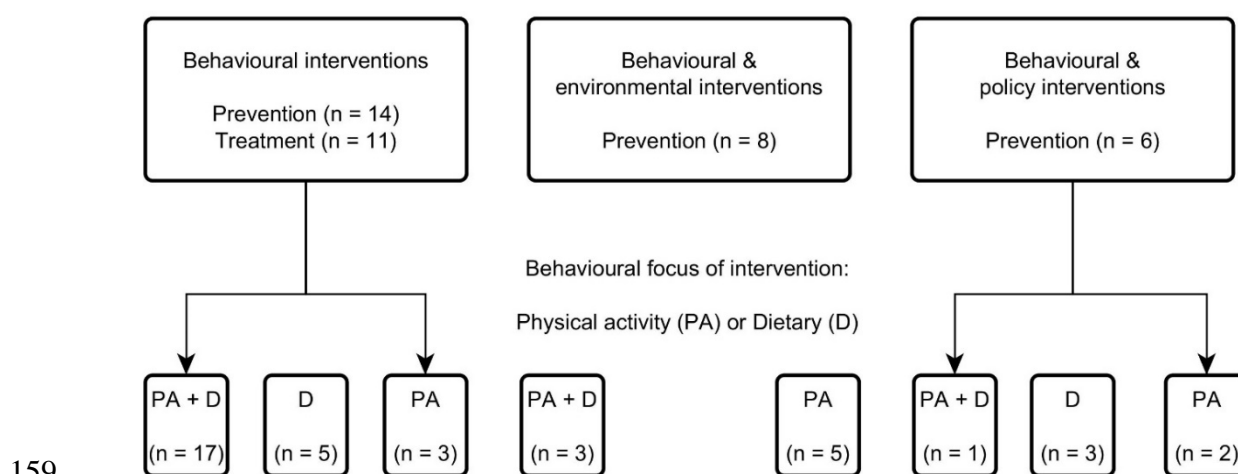 Behavioural interventions
Prevention (n = 14)
Treatment (n = 11)
Behavioural &
environmental interventions
Prevention (n = 8)
Behavioural &
policy interventions
Prevention (n = 6)
Behavioural focus of intervention:
Physical activity (PA) or Dietary (D)
PA + D
(n = 17)
D
(n = 5)
PA
(n = 3)
PA + D
(n = 3)
PA
(n = 5)
PA + D
(n = 1)
D
(n = 3)
PA
(n = 2)
159